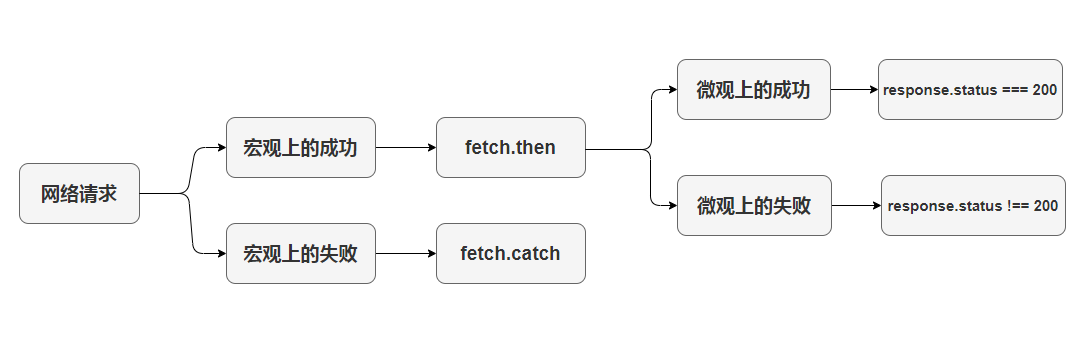 网络请求
宏观上的成功
fetch.then
微观上的成功
response.status === 200
微观上的失败
response.status !== 200
宏观上的失败
fetch.catch